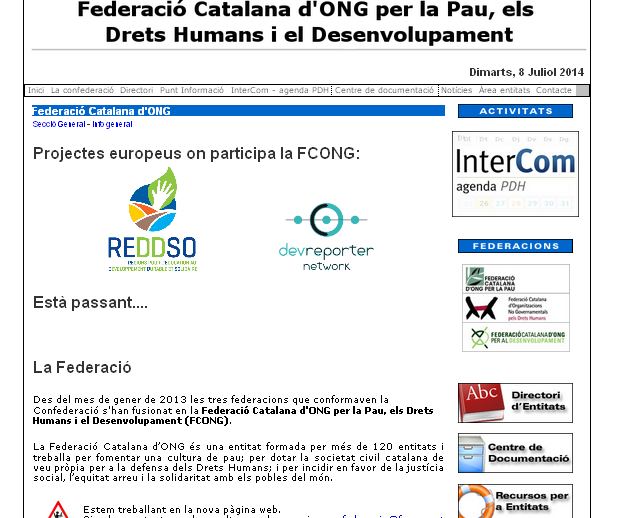 Federació Catalana d'ONG per la Pau, els
Drets Humans i el Desenvolupament
Dimarts, 8 Juliol 2014
Inici La confederació Directori Punt Informació InterCom - agenda PDH Centre de documentació Notícies Àrea entitats Contacte
Federació Catalana d'ONG
Secció General - Info general
Projectes europeus on participa la FCONG:
REDDSO
devreporter
network
Està passant....
La Federació
Des del mes de gener de 2013 les tres federacions que conformaven la
Confederació s'han fusionat en la Federació Catalana d'ONG per la Pau, els Drets
Humans i el Desenvolupament (FCONG).
La Federació Catalana d'ONG és una entitat formada per més de 120 entitats i
treballa per fomentar una cultura de pau; per dotar la societat civil catalana de
veu pròpia per a la defensa dels Drets Humans; i per incidir en favor de la justícia
social, l'equitat arreu i la solidaritat amb els pobles del món.
Estem treballant en la nova pàgina web.
ACTIVITATS
InterCom
agenda PDH
26 27 28 29 30 31
FEDERACIONS
FEDERACIÓ
CATALANA
D'ONG PER LA PAU
Federació Catalana
d'Organitzacions
No Governamentals
pels Drets Humans
FEDERACIÓCATALANAD'ONG
PER AL DESENVOLUPAMENT
Abc
Directori
d'Entitats
Centre de
Documentació
Recursos per
a Entitats